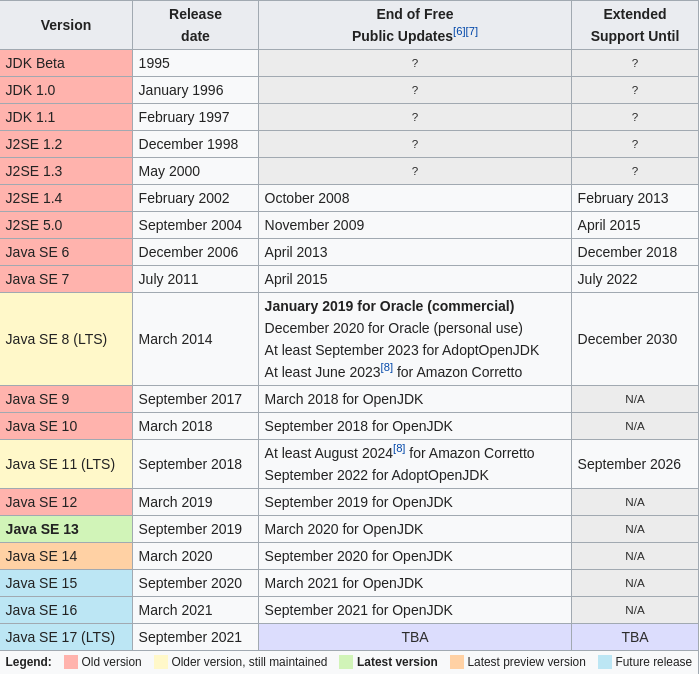 Version Release date End of Free Public Updates[6][7] Extended Support Until
JDK Beta 1995 ? ?
JDK 1.0 January 1996 ? ?
JDK 1.1 February 1997 ? ?
J2SE 1.2 December 1998 ? ?
J2SE 1.3 May 2000 ? ?
J2SE 1.4 February 2002 October 2008 February 2013
J2SE 5.0 September 2004 November 2009 April 2015
Java SE 6 December 2006 April 2013 December 2018
Java SE 7 July 2011 April 2015 July 2022
Java SE 8 (LTS) March 2014 January 2019 for Oracle (commercial)
December 2020 for Oracle (personal use)
At least September 2023 for AdoptOpenJDK
At least June 2023[8] for Amazon Corretto December 2030
Java SE 9 September 2017 March 2018 for OpenJDK N/A
Java SE 10 March 2018 September 2018 for OpenJDK N/A
Java SE 11 (LTS) September 2018 At least August 2024[8] for Amazon Corretto
September 2022 for AdoptOpenJDK September 2026
Java SE 12 March 2019 September 2019 for OpenJDK N/A
Java SE 13 September 2019 March 2020 for OpenJDK N/A
Java SE 14 March 2020 September 2020 for OpenJDK N/A
Java SE 15 September 2020 March 2021 for OpenJDK N/A
Java SE 16 March 2021 September 2021 for OpenJDK N/A
Java SE 17 (LTS) September 2021 TBA TBA
Legend: Old version Older version, still maintained Latest version Latest preview version Future release